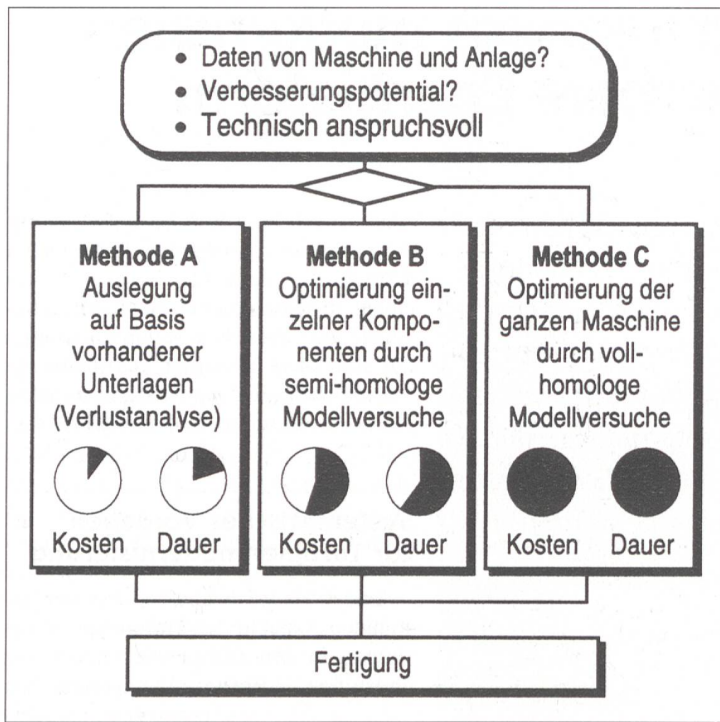 • Daten von Maschine und Anlage?
• Verbesserungspotential?
• Technisch anspruchsvoll
Methode A
Auslegung
auf Basis
vorhandener
Unterlagen
(Verlustanalyse)
Kosten Dauer
Methode B
Optimierung ein-
zelner Kompo-
nenten durch
semi-homologe
Modellversuche
Kosten Dauer
Methode C
Optimierung der
ganzen Maschine
durch voll-
homologe
Modellversuche
Kosten Dauer
Fertigung